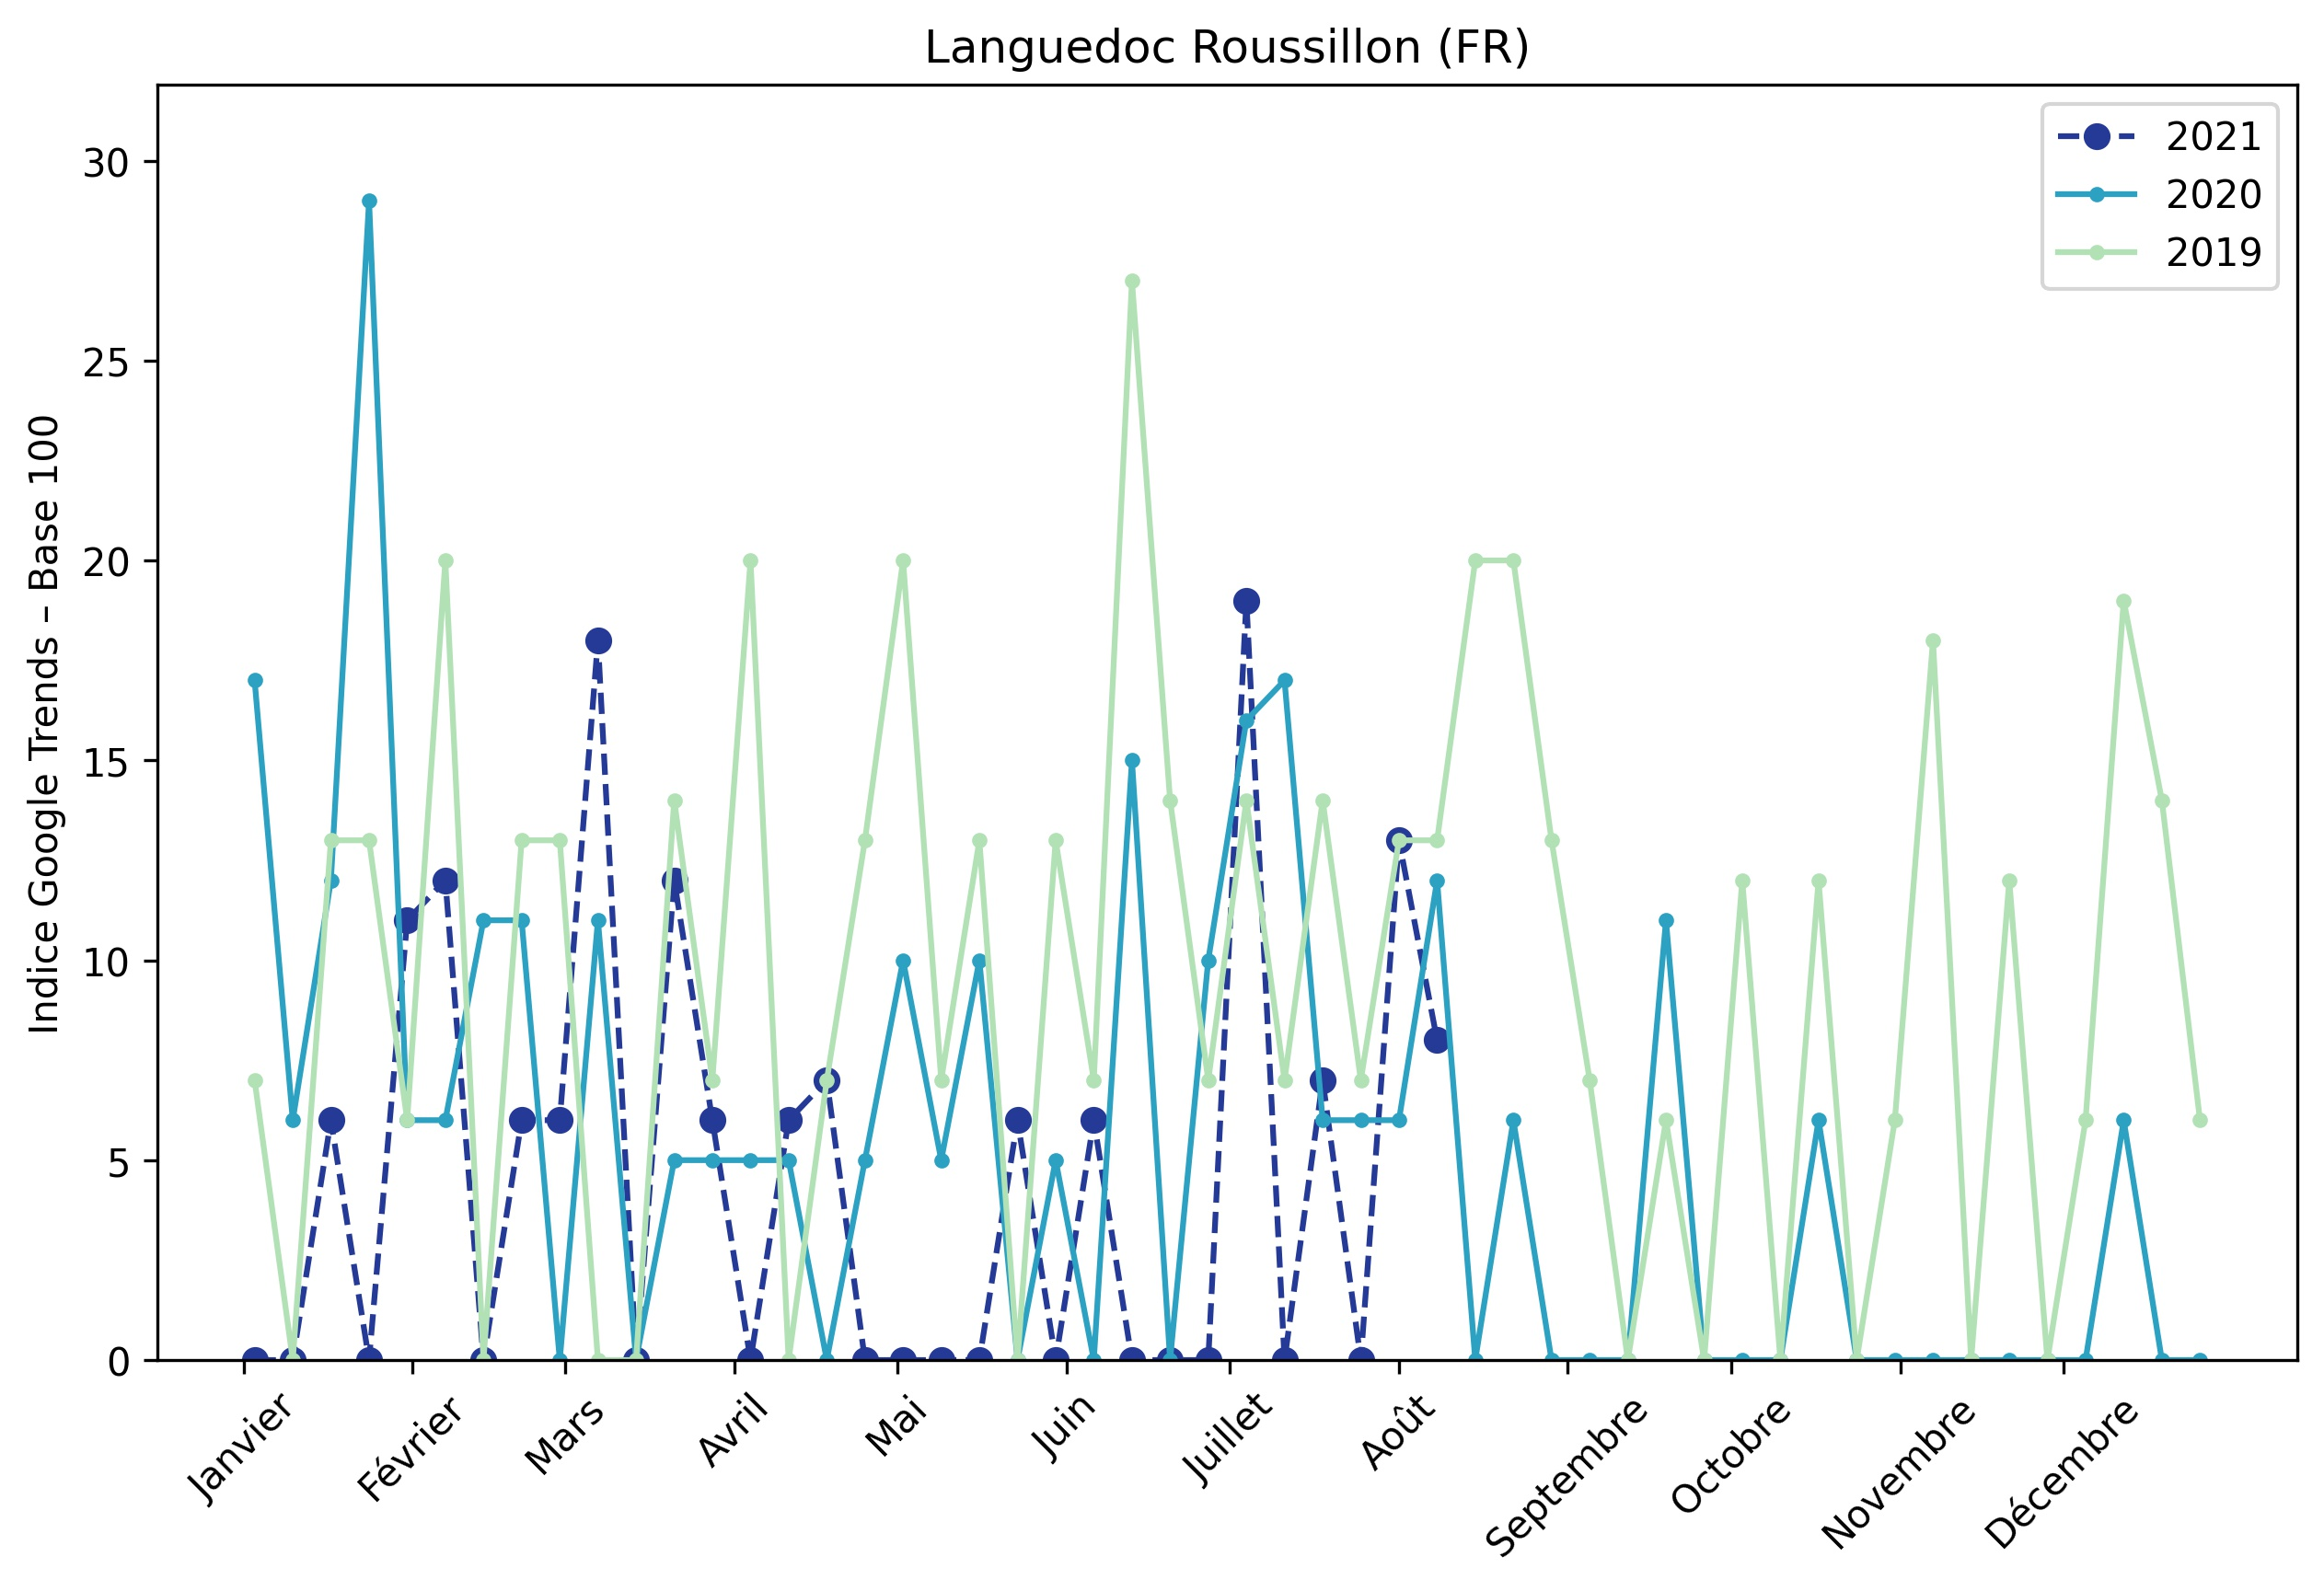 Languedoc Roussillon (FR)
Indice Google Trends – Base 100
30
25
20
15
10
5
0
2021
2020
2019
Janvier
Février
Mars
Avril
Mai
Juin
Juillet
Août
Septembre
Octobre
Novembre
Décembre